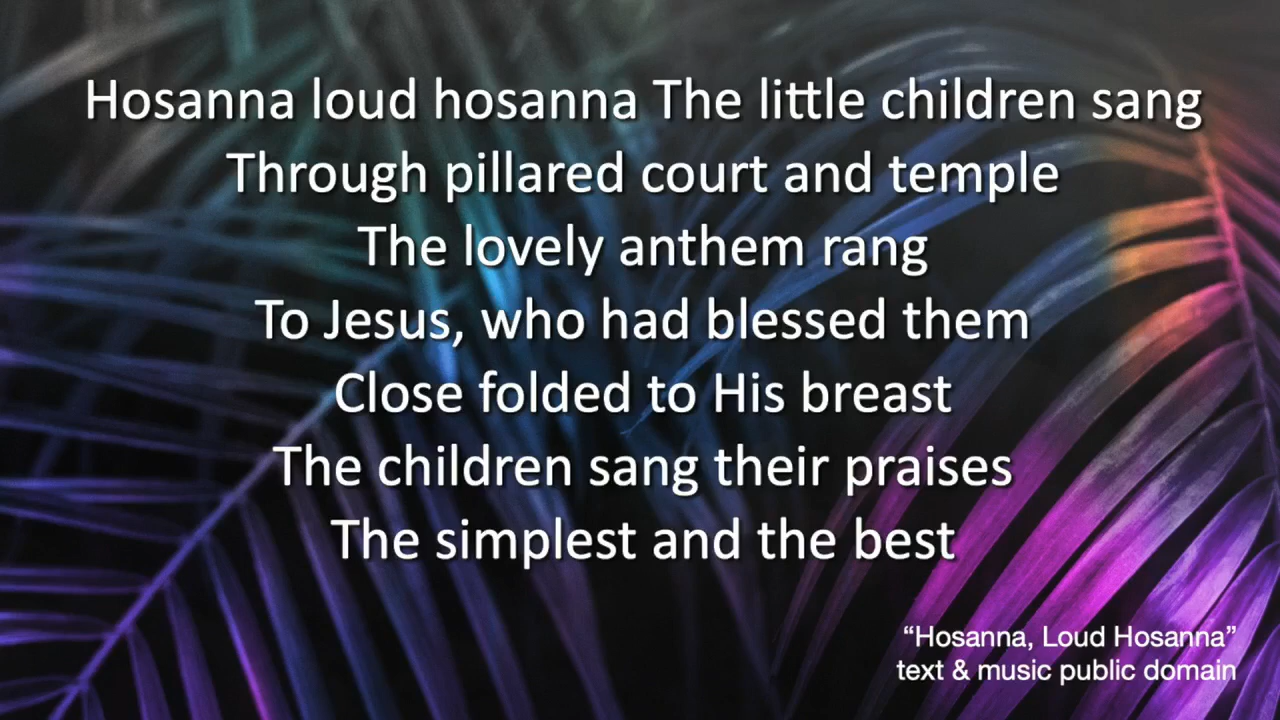 Hosanna loud hosanna The little children sang
Through pillared court and temple
The lovely anthem rang
To Jesus, who had blessed them
Close folded to His breast
The children sang their praises
The simplest and the best
“Hosanna, Loud Hosanna”
text & music public domain